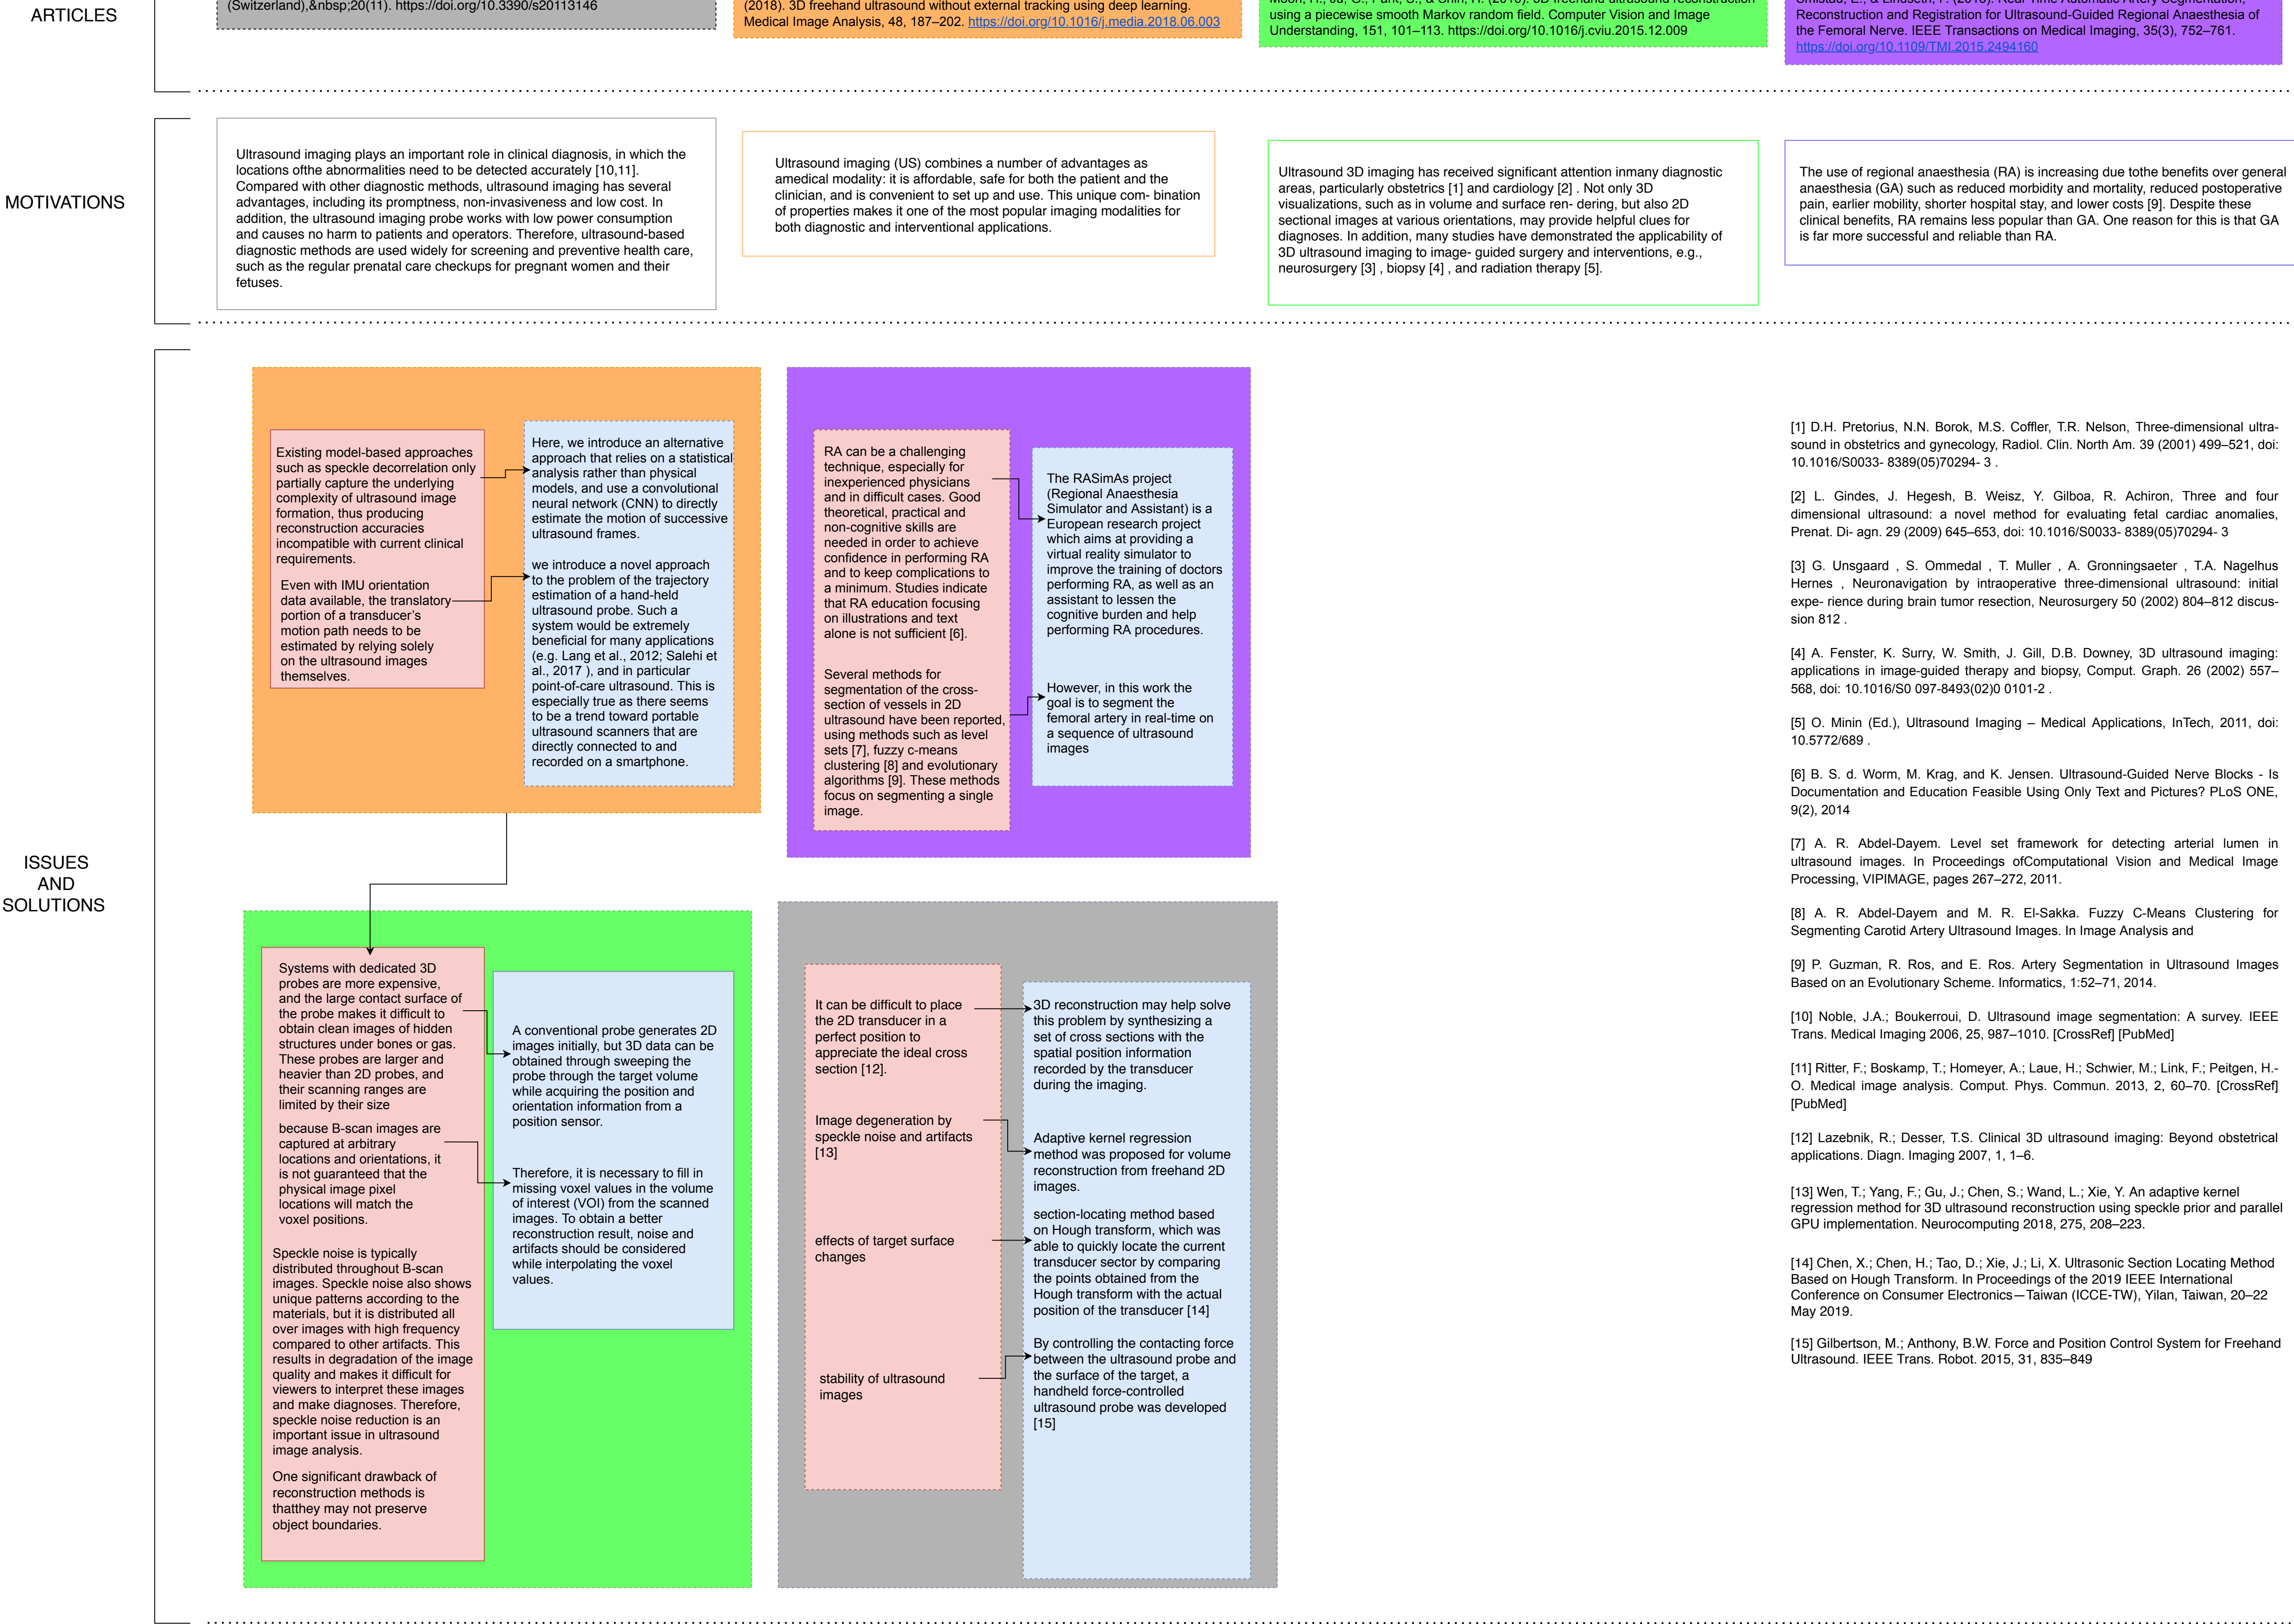 ARTICLES
(Switzerland),&nbsp;20(11). https://doi.org/10.3390/s20113146
(2018). 3D freehand ultrasound without external tracking using deep learning.
Medical Image Analysis, 48, 187–202. https://doi.org/10.1016/j.media.2018.06.003
using a piecewise smooth Markov random field. Computer Vision and Image
Understanding, 151, 101–113. https://doi.org/10.1016/j.cviu.2015.12.009
Reconstruction and Registration for Ultrasound-Guided Regional Anaesthesia of
the Femoral Nerve. IEEE Transactions on Medical Imaging, 35(3), 752–761.
https://doi.org/10.1109/TMI.2015.2494160
MOTIVATIONS
Ultrasound imaging plays an important role in clinical diagnosis, in which the
locations ofthe abnormalities need to be detected accurately [10,11].
Compared with other diagnostic methods, ultrasound imaging has several
advantages, including its promptness, non-invasiveness and low cost. In
addition, the ultrasound imaging probe works with low power consumption
and causes no harm to patients and operators. Therefore, ultrasound-based
diagnostic methods are used widely for screening and preventive health care,
such as the regular prenatal care checkups for pregnant women and their
fetuses.
Ultrasound imaging (US) combines a number of advantages as
amedical modality: it is affordable, safe for both the patient and the
clinician, and is convenient to set up and use. This unique com- bination
of properties makes it one of the most popular imaging modalities for
both diagnostic and interventional applications.
Ultrasound 3D imaging has received significant attention inmany diagnostic
areas, particularly obstetrics [1] and cardiology [2] . Not only 3D
visualizations, such as in volume and surface ren- dering, but also 2D
sectional images at various orientations, may provide helpful clues for
diagnoses. In addition, many studies have demonstrated the applicability of
3D ultrasound imaging to image- guided surgery and interventions, e.g.,
neurosurgery [3] , biopsy [4] , and radiation therapy [5].
The use of regional anaesthesia (RA) is increasing due tothe benefits over general
anaesthesia (GA) such as reduced morbidity and mortality, reduced postoperative
pain, earlier mobility, shorter hospital stay, and lower costs [9]. Despite these
clinical benefits, RA remains less popular than GA. One reason for this is that GA
is far more successful and reliable than RA.
ISSUES
AND
SOLUTIONS
Existing model-based approaches
such as speckle decorrelation only
partially capture the underlying
complexity of ultrasound image
formation, thus producing
reconstruction accuracies
incompatible with current clinical
requirements.
Even with IMU orientation
data available, the translatory
portion of a transducer's
motion path needs to be
estimated by relying solely
on the ultrasound images
themselves.
Here, we introduce an alternative
approach that relies on a statistical
analysis rather than physical
models, and use a convolutional
neural network (CNN) to directly
estimate the motion of successive
ultrasound frames.
we introduce a novel approach
to the problem of the trajectory
estimation of a hand-held
ultrasound probe. Such a
system would be extremely
beneficial for many applications
(e.g. Lang et al., 2012; Salehi et
al., 2017 ), and in particular
point-of-care ultrasound. This is
especially true as there seems
to be a trend toward portable
ultrasound scanners that are
directly connected to and
recorded on a smartphone.
RA can be a challenging
technique, especially for
inexperienced physicians
and in difficult cases. Good
theoretical, practical and
non-cognitive skills are
needed in order to achieve
confidence in performing RA
and to keep complications to
a minimum. Studies indicate
that RA education focusing
on illustrations and text
alone is not sufficient [6].
Several methods for
segmentation of the cross-
section of vessels in 2D
ultrasound have been reported,
using methods such as level
sets [7], fuzzy c-means
clustering [8] and evolutionary
algorithms [9]. These methods
focus on segmenting a single
image.
The RASimAs project
(Regional Anaesthesia
Simulator and Assistant) is a
European research project
which aims at providing a
virtual reality simulator to
improve the training of doctors
performing RA, as well as an
assistant to lessen the
cognitive burden and help
performing RA procedures.
However, in this work the
goal is to segment the
femoral artery in real-time on
a sequence of ultrasound
images
Systems with dedicated 3D
probes are more expensive,
and the large contact surface of
the probe makes it difficult to
obtain clean images of hidden
structures under bones or gas.
These probes are larger and
heavier than 2D probes, and
their scanning ranges are
limited by their size
because B-scan images are
captured at arbitrary
locations and orientations, it
is not guaranteed that the
physical image pixel
locations will match the
voxel positions.
Speckle noise is typically
distributed throughout B-scan
images. Speckle noise also shows
unique patterns according to the
materials, but it is distributed all
over images with high frequency
compared to other artifacts. This
results in degradation of the image
quality and makes it difficult for
viewers to interpret these images
and make diagnoses. Therefore,
speckle noise reduction is an
important issue in ultrasound
image analysis.
One significant drawback of
reconstruction methods is
thatthey may not preserve
object boundaries.
A conventional probe generates 2D
images initially, but 3D data can be
obtained through sweeping the
probe through the target volume
while acquiring the position and
orientation information from a
position sensor.
Therefore, it is necessary to fill in
missing voxel values in the volume
of interest (VOI) from the scanned
images. To obtain a better
reconstruction result, noise and
artifacts should be considered
while interpolating the voxel
values.
It can be difficult to place
the 2D transducer in a
perfect position to
appreciate the ideal cross
section [12].
Image degeneration by
speckle noise and artifacts
[13]
effects of target surface
changes
stability of ultrasound
images
3D reconstruction may help solve
this problem by synthesizing a
set of cross sections with the
spatial position information
recorded by the transducer
during the imaging.
Adaptive kernel regression
method was proposed for volume
reconstruction from freehand 2D
images.
section-locating method based
on Hough transform, which was
able to quickly locate the current
transducer sector by comparing
the points obtained from the
Hough transform with the actual
position of the transducer [14]
By controlling the contacting force
between the ultrasound probe and
the surface of the target, a
handheld force-controlled
ultrasound probe was developed
[15]
[1] D.H. Pretorius, N.N. Borok, M.S. Coffler, T.R. Nelson, Three-dimensional ultra-
sound in obstetrics and gynecology, Radiol. Clin. North Am. 39 (2001) 499–521, doi:
10.1016/S0033- 8389(05)70294- 3 .
[2] L. Gindes, J. Hegesh, B. Weisz, Y. Gilboa, R. Achiron, Three and four
dimensional ultrasound: a novel method for evaluating fetal cardiac anomalies,
Prenat. Di- agn. 29 (2009) 645–653, doi: 10.1016/S0033- 8389(05)70294- 3
[3] G. Unsgaard , S. Ommedal , T. Muller , A. Gronningsaeter , T.A. Nagelhus
Hernes , Neuronavigation by intraoperative three-dimensional ultrasound: initial
expe- rience during brain tumor resection, Neurosurgery 50 (2002) 804–812 discus-
sion 812 .
[4] A. Fenster, K. Surry, W. Smith, J. Gill, D.B. Downey, 3D ultrasound imaging:
applications in image-guided therapy and biopsy, Comput. Graph. 26 (2002) 557–
568, doi: 10.1016/S0 097-8493(02)0 0101-2 .
[5] O. Minin (Ed.), Ultrasound Imaging – Medical Applications, InTech, 2011, doi:
10.5772/689 .
[6] B. S. d. Worm, M. Krag, and K. Jensen. Ultrasound-Guided Nerve Blocks - Is
Documentation and Education Feasible Using Only Text and Pictures? PLoS ONE,
9(2), 2014
[7] A. R. Abdel-Dayem. Level set framework for detecting arterial lumen in
ultrasound images. In Proceedings ofComputational Vision and Medical Image
Processing, VIPIMAGE, pages 267–272, 2011.
[8] A. R. Abdel-Dayem and M. R. El-Sakka. Fuzzy C-Means Clustering for
Segmenting Carotid Artery Ultrasound Images. In Image Analysis and
[9] P. Guzman, R. Ros, and E. Ros. Artery Segmentation in Ultrasound Images
Based on an Evolutionary Scheme. Informatics, 1:52–71, 2014.
[10] Noble, J.A.; Boukerroui, D. Ultrasound image segmentation: A survey. IEEE
Trans. Medical Imaging 2006, 25, 987–1010. [CrossRef] [PubMed]
[11] Ritter, F.; Boskamp, T.; Homeyer, A.; Laue, H.; Schwier, M.; Link, F.; Peitgen, H.-
O. Medical image analysis. Comput. Phys. Commun. 2013, 2, 60–70. [CrossRef]
[PubMed]
[12] Lazebnik, R.; Desser, T.S. Clinical 3D ultrasound imaging: Beyond obstetrical
applications. Diagn. Imaging 2007, 1, 1–6.
[13] Wen, T.; Yang, F.; Gu, J.; Chen, S.; Wand, L.; Xie, Y. An adaptive kernel
regression method for 3D ultrasound reconstruction using speckle prior and parallel
GPU implementation. Neurocomputing 2018, 275, 208–223.
[14] Chen, X.; Chen, H.; Tao, D.; Xie, J.; Li, X. Ultrasonic Section Locating Method
Based on Hough Transform. In Proceedings of the 2019 IEEE International
Conference on Consumer Electronics—Taiwan (ICCE-TW), Yilan, Taiwan, 20–22
May 2019.
[15] Gilbertson, M.; Anthony, B.W. Force and Position Control System for Freehand
Ultrasound. IEEE Trans. Robot. 2015, 31, 835–849